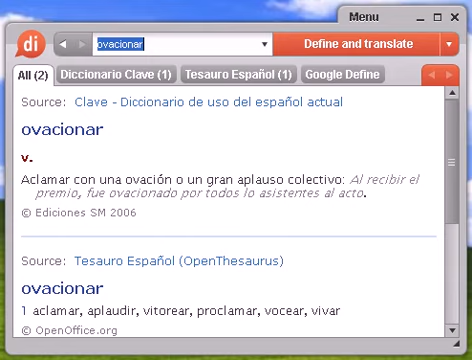 Menu
di
ovacionar
Define and translate
All (2)
Diccionario Clave (1)
Tesauro Español (1)
Google Define
Source: Clave - Diccionario de uso del español actual
ovacionar
v.
Aclamar con una ovación o un gran aplauso colectivo: Al recibir el
premio, fue ovacionado por todos lo asistentes al acto.
© Ediciones SM 2006
Source: Tesauro Español (OpenThesaurus)
ovacionar
1 aclamar, aplaudir, vitorear, proclamar, vocear, vivar
© OpenOffice.org